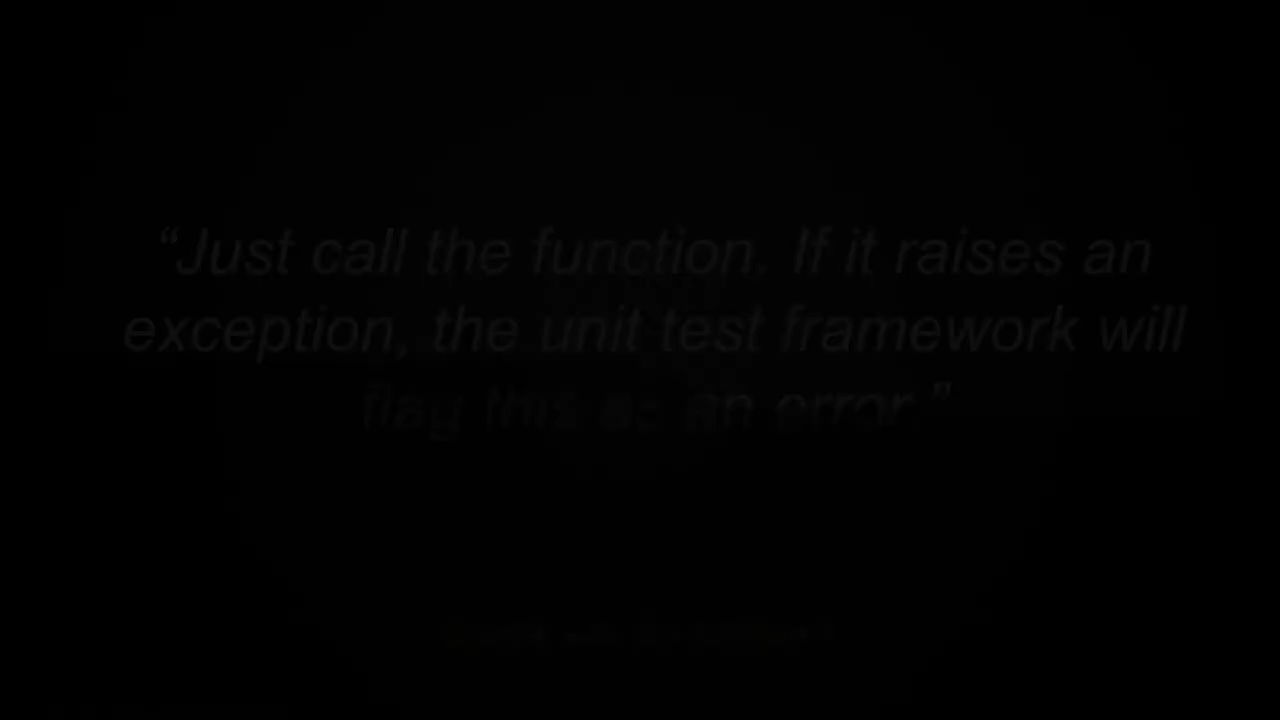 “Just call the function. If it raises an
exception, the unit test framework will
flag this as an error.”